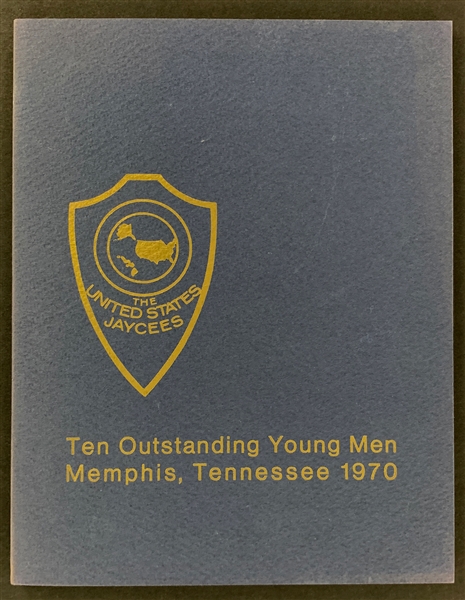 THE
UNITED STATES
JAYCEES
Ten Outstanding Young Men
Memphis, Tennessee 1970